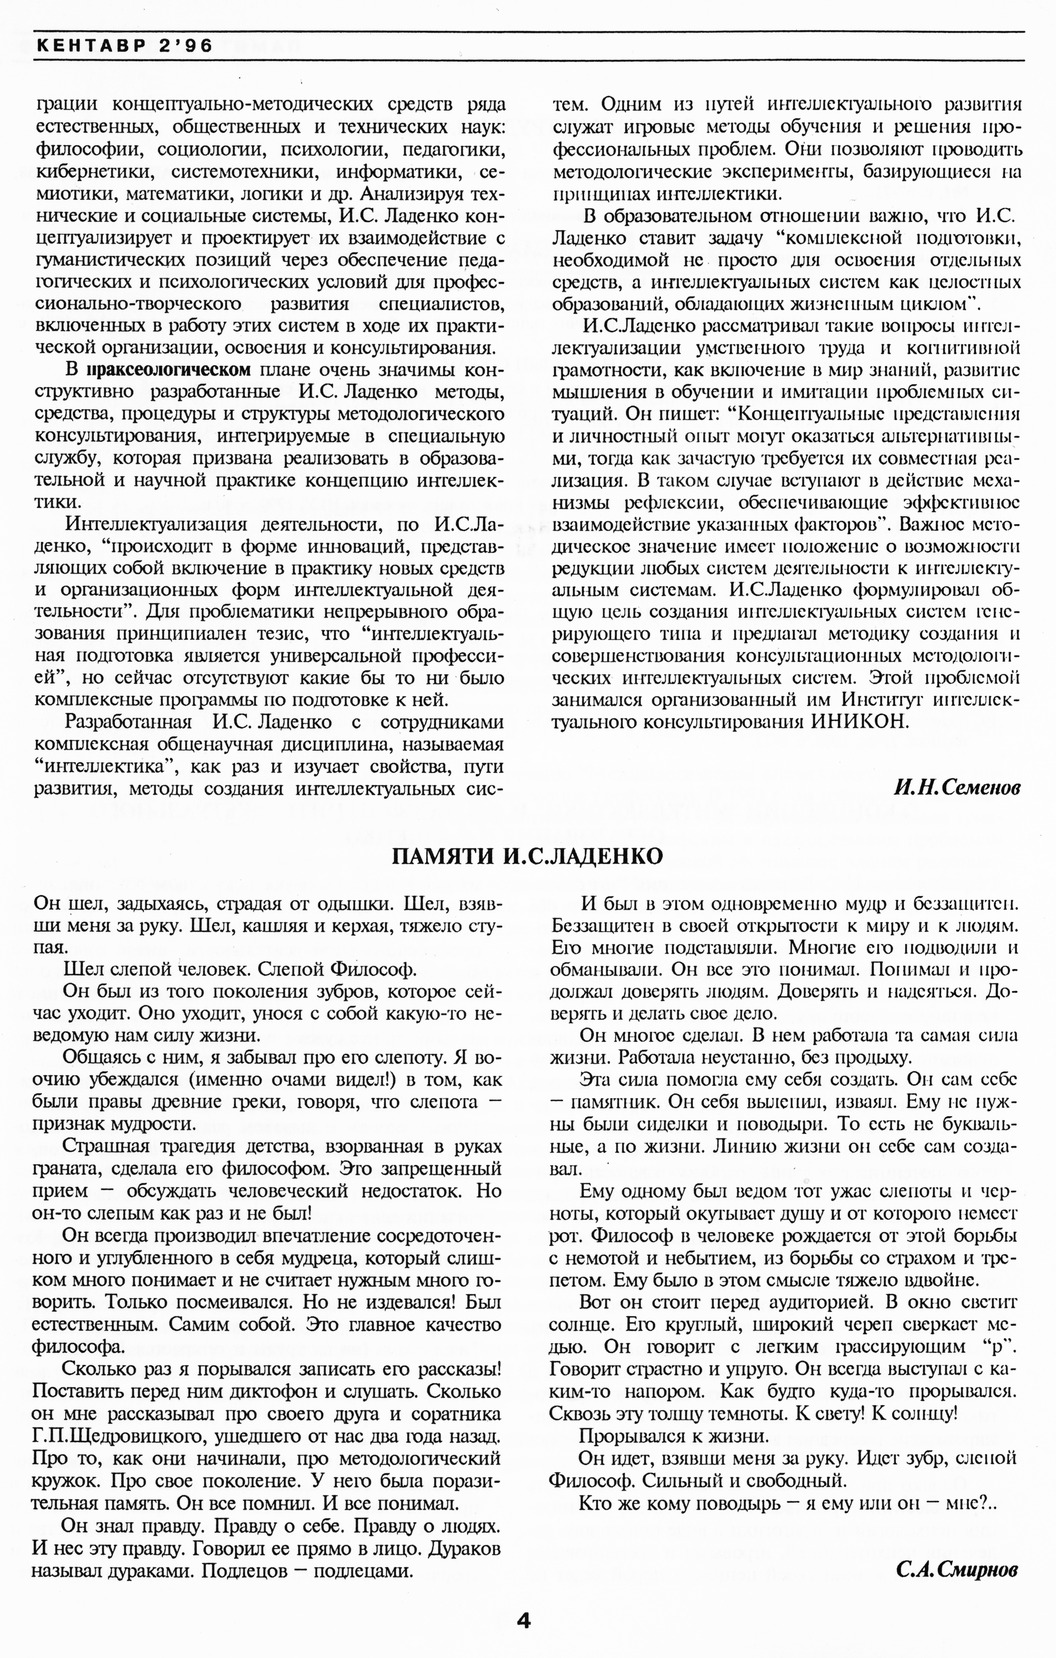 КЕНТАВР 2’96
грации концептуально-методических средств ряда
естественных, общественных и технических наук:
философии, социологии, психологии, педагогики,
кибернетики, системотехники, информатики, се-
миотики, математики, логики и др. Анализируя тех-
нические и социальные системы, И.С. Ладенко кон-
цептуализирует и проектирует их взаимодействие с
гуманистических позиций через обеспечение педа-
гогических и психологических условий для профес-
сионально-творческого развития специалистов,
включенных в работу этих систем в ходе их практи-
ческой организации, освоения и консультирования.
В праксеологическом плане очень значимы кон-
структивно разработанные И.С. Ладенко методы,
средства, процедуры и структуры методологического
консультирования, интегрируемые в специальную
службу, которая призвана реализовать в образова-
тельной и научной практике концепцию интеллек-
тики.
Интеллектуализация деятельности, по И.С.Ла-
денко, “происходит в форме инноваций, представ-
ляющих собой включение в практику новых средств
и организационных форм интеллектуальной дея-
тельности”. Для проблематики непрерывного обра-
зования принципиален тезис, что “интеллектуаль-
ная подготовка является универсальной професси-
ей”, но сейчас отсутствуют какие бы то ни было
комплексные программы по подготовке к ней.
Разработанная И.С. Ладенко с сотрудниками
комплексная общенаучная дисциплина, называемая
“интеллектика”, как раз и изучает свойства, пути
развития, методы создания интеллектуальных сис-
тем. Одним из путей интеллектуального развития
служат игровые методы обучения и решения про-
фессиональных проблем. Они позволяют проводить
методологические эксперименты, базирующиеся на
принципах интеллектики.
В образовательном отношении важно, что И.С.
Ладенко ставит задачу “комплексной подготовки,
необходимой не просто для освоения отдельных
средств, а интеллектуальных систем как целостных
образований, обладающих жизненным циклом”.
И.С.Ладенко рассматривал такие вопросы интел-
лектуализации умственного труда и когнитивной
грамотности, как включение в мир знаний, развитие
мышления в обучении и имитации проблемных си-
туаций. Он пишет: “Концептуальные представления
и личностный опыт могут оказаться альтернативны-
ми, тогда как зачастую требуется их совместная реа-
лизация. В таком случае вступают в действие меха-
низмы рефлексии, обеспечивающие эффективное
взаимодействие указанных факторов”. Важное мето-
дическое значение имеет положение о возможности
редукции любых систем деятельности к интеллекту-
альным системам. И.С.Ладенко формулировал об-
щую цель создания интеллектуальных систем гене-
рирующего типа и предлагал методику создания и
совершенствования консультационных методологи-
ческих интеллектуальных систем. Этой проблемой
занимался организованный им Институт интеллек-
туального консультирования ИНИКОН.
И.Н.Семенов
ПАМЯТИ И.С.ЛАДЕНКО
Он шел, задыхаясь, страдая от одышки. Шел, взяв-
ши меня за руку. Шел, кашляя и керхая, тяжело сту-
пая.
Шел слепой человек. Слепой Философ.
Он был из того поколения зубров, которое сей-
час уходит. Оно уходит, унося с собой какую-то не-
ведомую нам силу жизни.
Общаясь с ним, я забывал про его слепоту. Я во-
очию убеждался (именно очами видел!) в том, как
были правы древние греки, говоря, что слепота —
признак мудрости.
Страшная трагедия детства, взорванная в руках
граната, сделала его философом. Это запрещенный
прием — обсуждать человеческий недостаток. Но
он-то слепым как раз и не был!
Он всегда производил впечатление сосредоточен-
ного и углубленного в себя мудреца, который слиш-
ком много понимает и не считает нужным много го-
ворить. Только посмеивался. Но не издевался! Был
естественным. Самим собой. Это главное качество
философа.
Сколько раз я порывался записать его рассказы!
Поставить перед ним диктофон и слушать. Сколько
он мне рассказывал про своего друга и соратника
Г.П.Щедровицкого, ушедшего от нас два года назад.
Про то, как они начинали, про методологический
кружок. Про свое поколение. У него была порази-
тельная память. Он все помнил. И все понимал.
Он знал правду. Правду о себе. Правду о людях.
И нес эту правду. Говорил ее прямо в лицо. Дураков
называл дураками. Подлецов — подлецами.
И был в этом одновременно мудр и беззащитен.
Беззащитен в своей открытости к миру и к людям.
Его многие подставляли. Многие его подводили и
обманывали. Он все это понимал. Понимал и про-
должал доверять людям. Доверять и надеяться. До-
верять и делать свое дело.
Он многое сделал. В нем работала та самая сила
жизни. Работала неустанно, без продыху.
Эта сила помогла ему себя создать. Он сам себе
— памятник. Он себя вылепил, изваял. Ему не нуж-
ны были сиделки и поводыри. То есть не букваль-
ные, а по жизни. Линию жизни он себе сам созда-
вал.
Ему одному был ведом тот ужас слепоты и чер-
ноты, который окутывает душу и от которого немеет
рот. Философ в человеке рождается от этой борьбы
с немотой и небытием, из борьбы со страхом и тре-
петом. Ему было в этом смысле тяжело вдвойне.
Вот он стоит перед аудиторией. В окно светит
солнце. Его круглый, широкий череп сверкает ме-
дью. Он говорит с легким грассирующим “р”.
Говорит страстно и упруго. Он всегда выступал с ка-
ким-то напором. Как будто куда-то прорывался.
Сквозь эту толщу темноты. К свету! К солнцу!
Прорывался к жизни.
Он идет, взявши меня за руку. Идет зубр, слепой
Философ. Сильный и свободный.
Кто же кому поводырь — я ему или он — мне?..
С.А.Смирнов
4